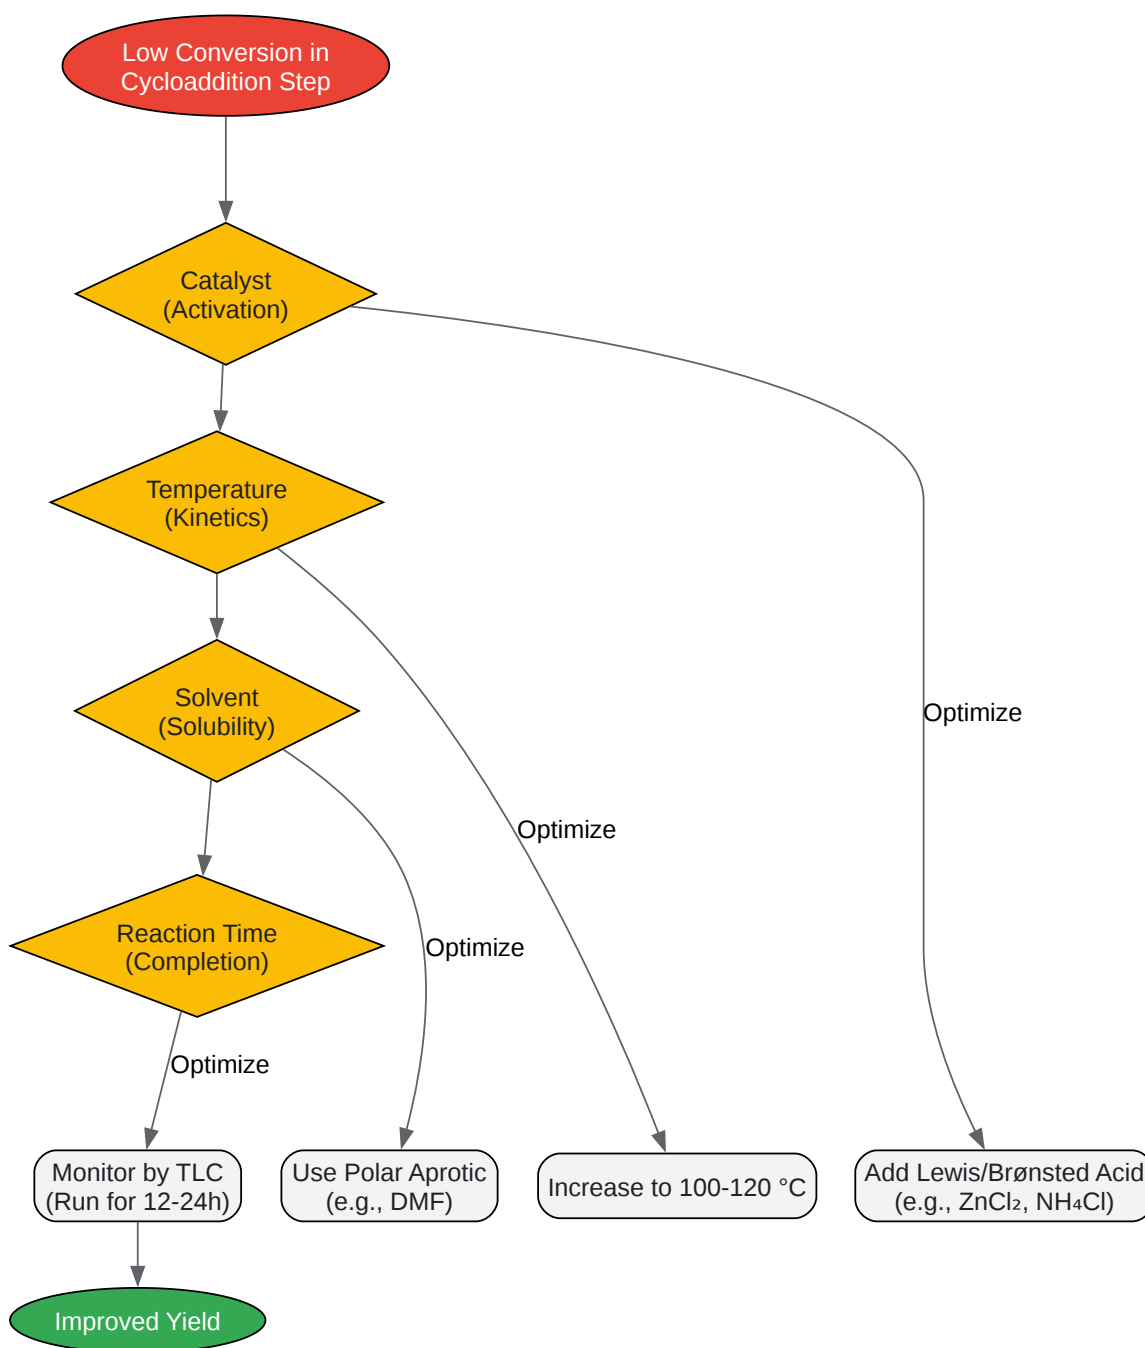 Low Conversion in
Cycloaddition Step
Catalyst
(Activation)
Temperature
(Kinetics)
Solvent
(Solubility)
Optimize
Optimize
Reaction Time
(Completion)
Optimize
Optimize
Monitor by TLC
(Run for 12-24h)
Use Polar Aprotic
(e.g., DMF)
Increase to 100-120 °C
Add Lewis/Brønsted Acid
(e.g., ZnCl₂, NH₄Cl)
Improved Yield